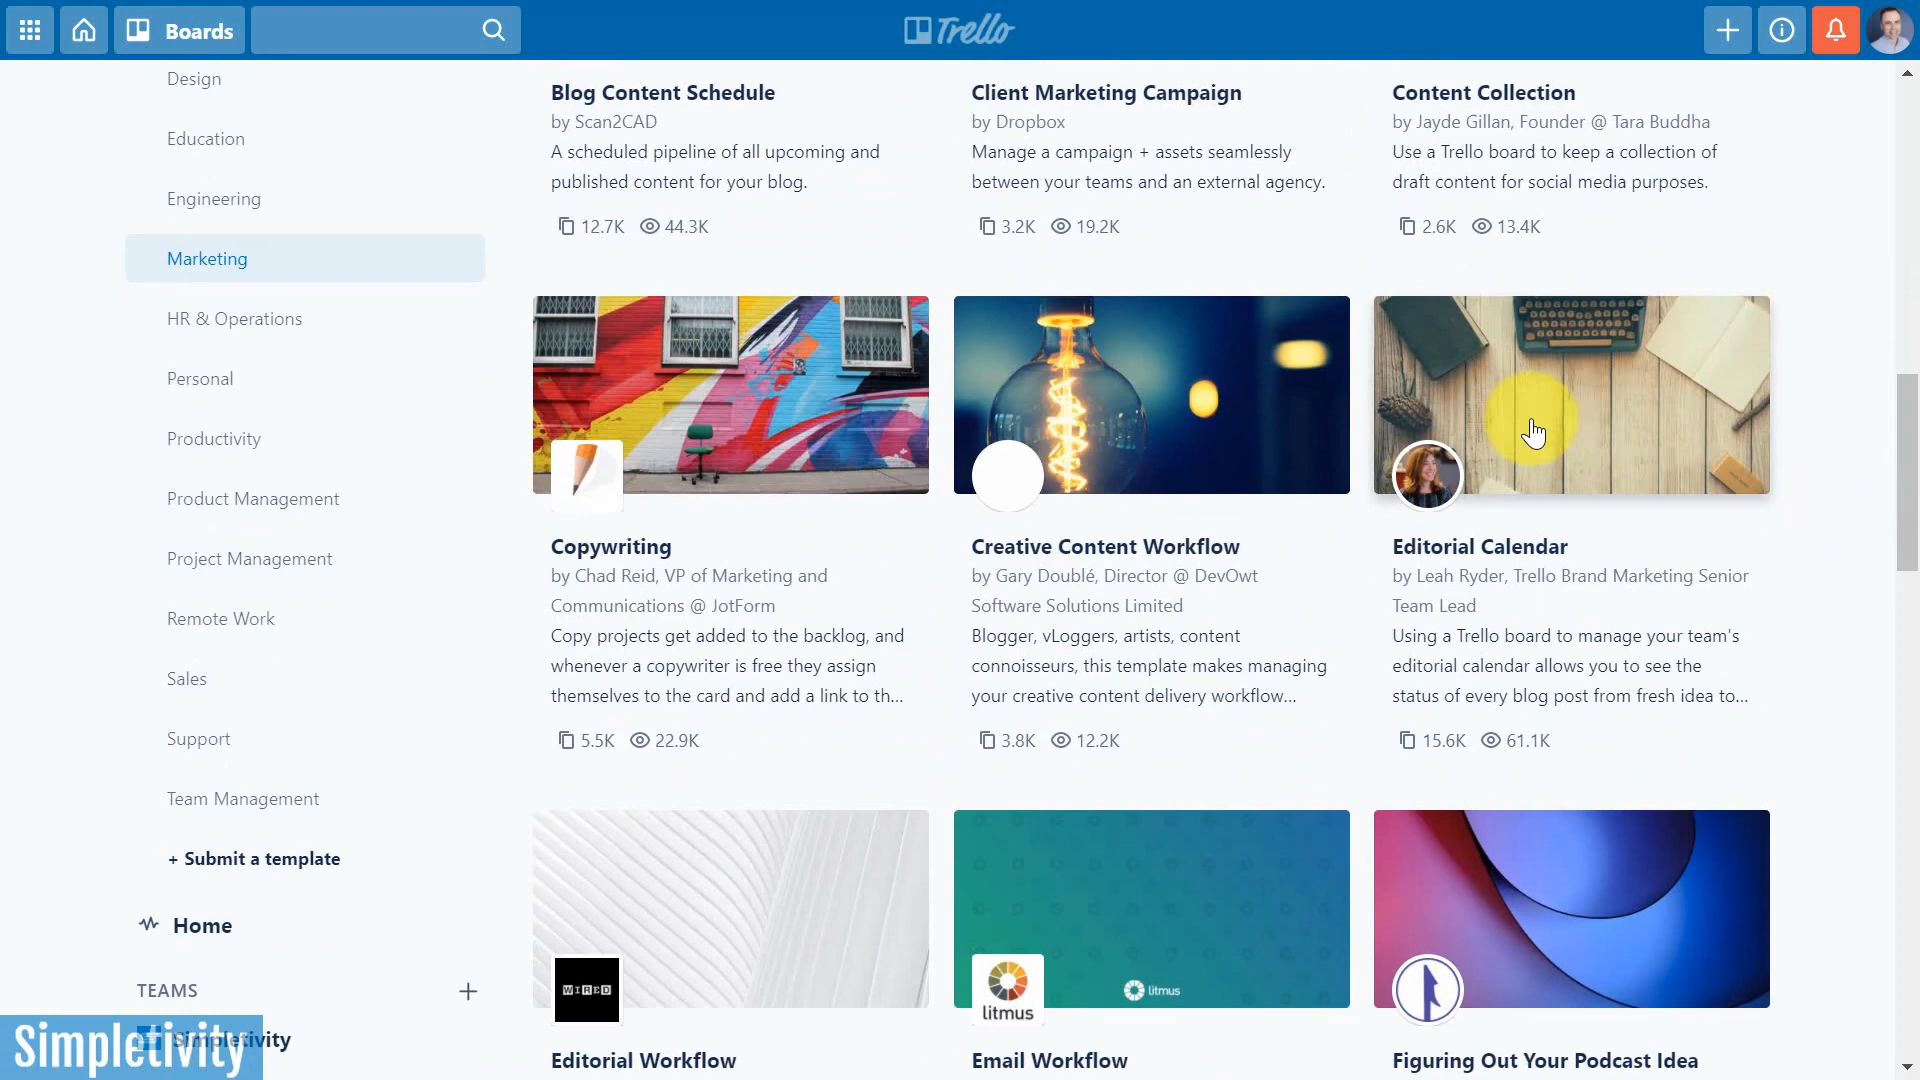 Boards
Trello
Design
Education
Engineering
Marketing
HR & Operations
Personal
Productivity
Product Management
Project Management
Remote Work
Sales
Support
Team Management
+ Submit a template
Home
TEAMS
Simpletivity
Simpletivity
Blog Content Schedule
by Scan2CAD
A scheduled pipeline of all upcoming and
published content for your blog.
12.7K 44.3K
Client Marketing Campaign
by Dropbox
Manage a campaign + assets seamlessly
between your teams and an external agency.
3.2K 19.2K
Content Collection
by Jayde Gillan, Founder @ Tara Buddha
Use a Trello board to keep a collection of
draft content for social media purposes.
2.6K 13.4K
Copywriting
by Chad Reid, VP of Marketing and
Communications @ JotForm
Copy projects get added to the backlog, and
whenever a copywriter is free they assign
themselves to the card and add a link to th...
5.5K 22.9K
Creative Content Workflow
by Gary Doublé, Director @ DevOwt
Software Solutions Limited
Blogger, vLoggers, artists, content
connoisseurs, this template makes managing
your creative content delivery workflow...
3.8K 12.2K
Editorial Calendar
by Leah Ryder, Trello Brand Marketing Senior
Team Lead
Using a Trello board to manage your team's
editorial calendar allows you to see the
status of every blog post from fresh idea to...
15.6K 61.1K
WIRED
Editorial Workflow
litmus
litmus
Email Workflow
Figuring Out Your Podcast Idea